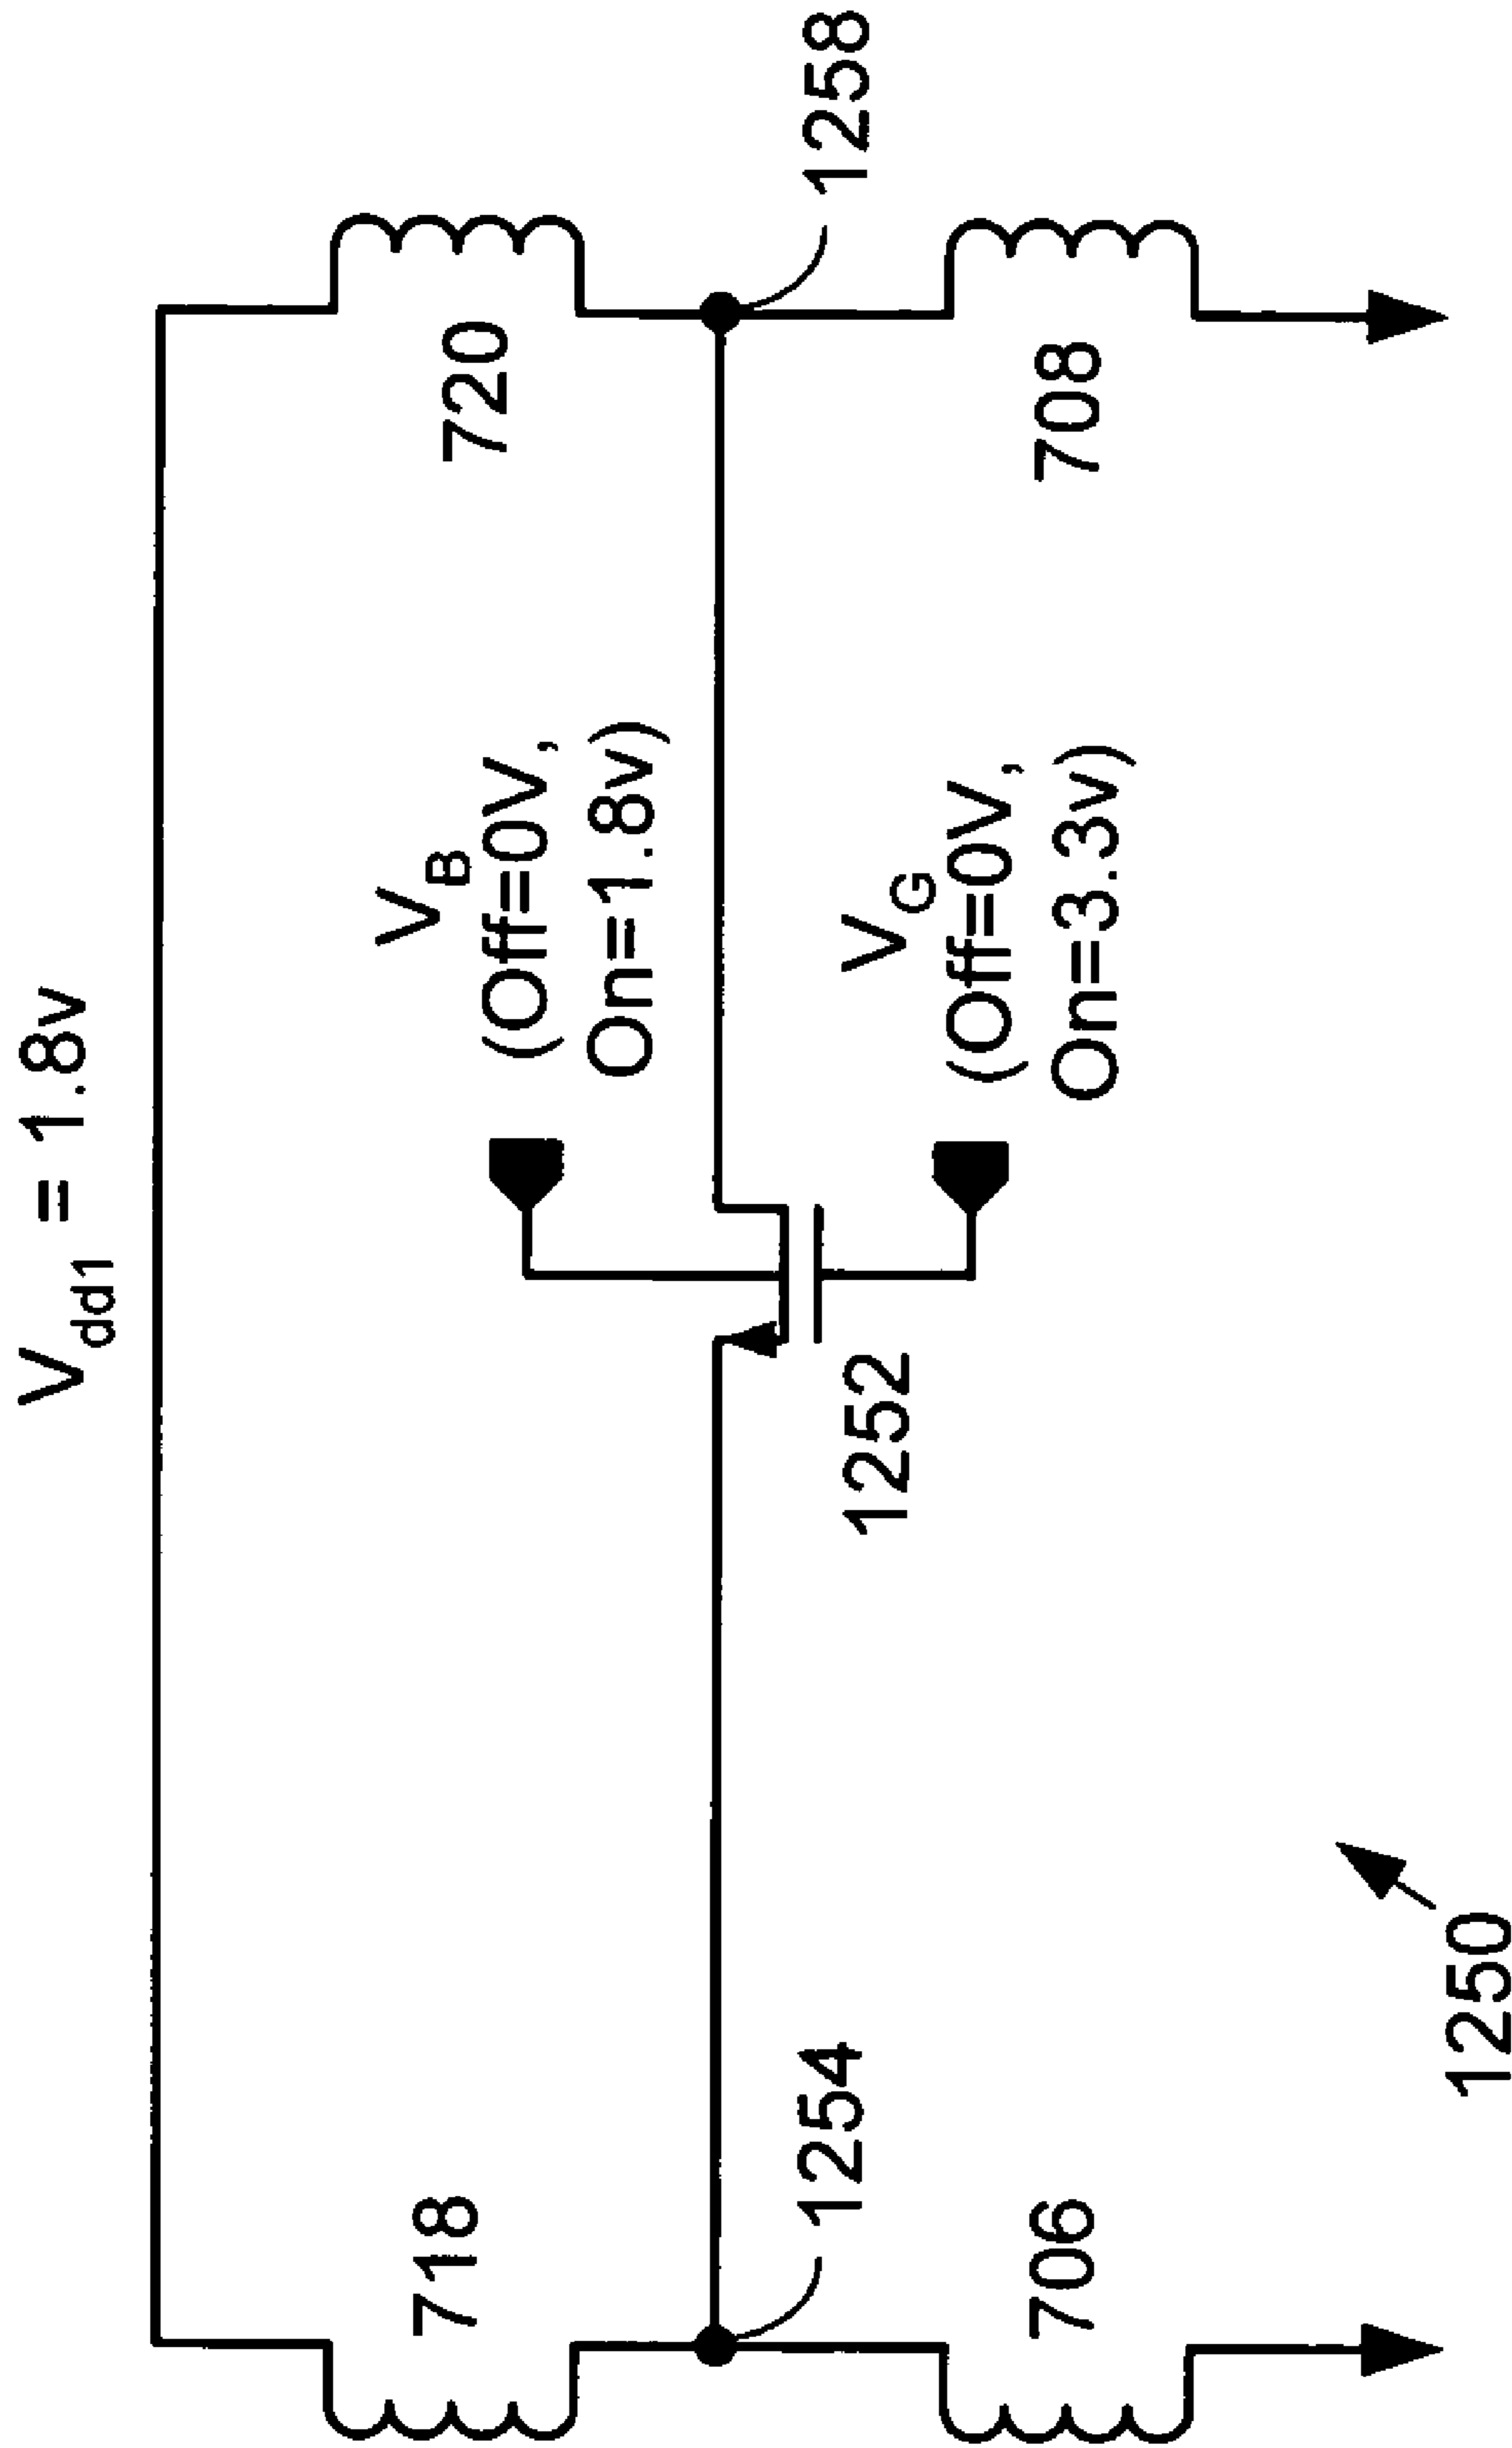 V_dd1 = 1.8v
718
720
V_B
(Off=0V,
On=1.8v)
1254
1252
1258
V_G
(Off=0V,
On=3.3v)
706
708
1250